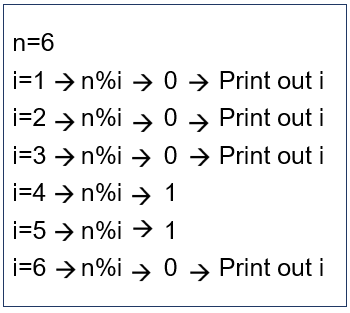 n=6
i=1 → n%i → 0 → Print out i
i=2 → n%i → 0 → Print out i
i=3 → n%i → 0 → Print out i
i=4 → n%i → 1
i=5 → n%i → 1
i=6 → n%i → 0 → Print out i